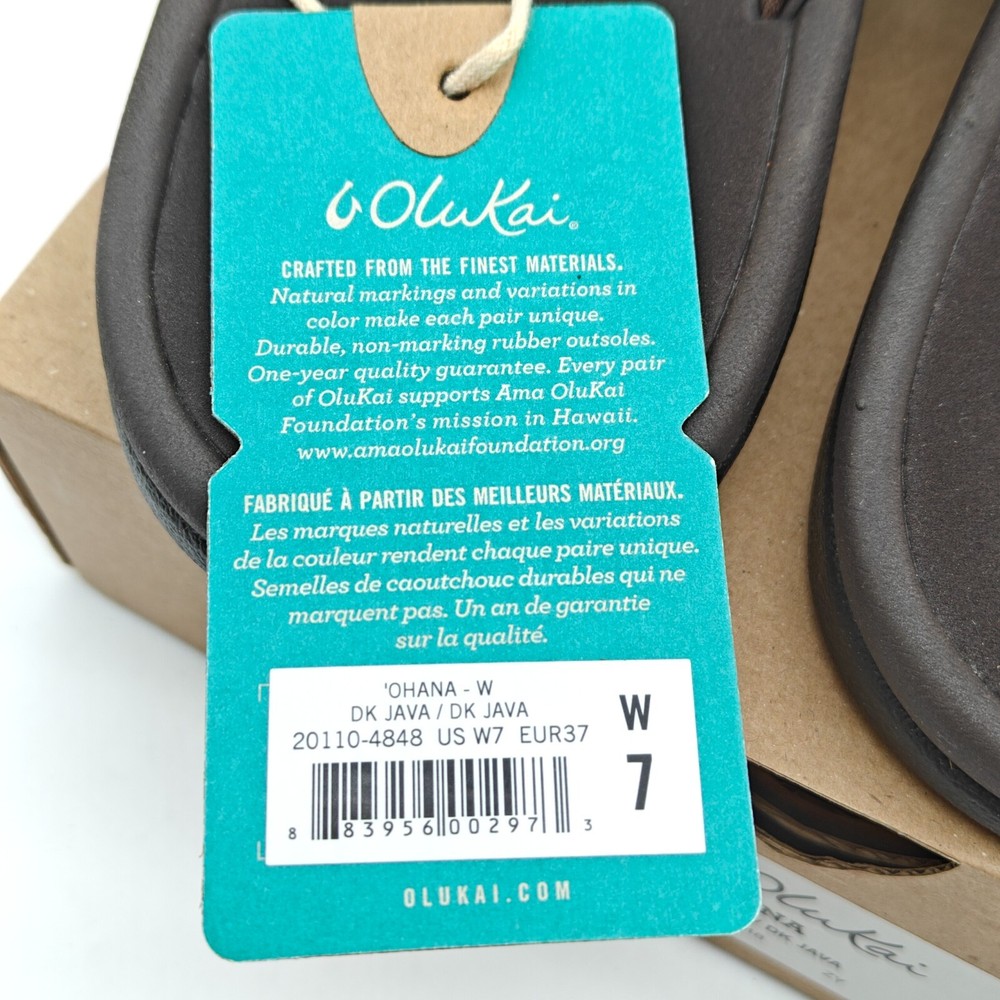 OluKai®
CRAFTED FROM THE FINEST MATERIALS.
Natural markings and variations in
color make each pair unique.
Durable, non-marking rubber outsoles.
One-year quality guarantee. Every pair
of OluKai supports Ama OluKai
Foundation's mission in Hawaii.
www.amaolukaifoundation.org
FABRIQUÉ À PARTIR DES MEILLEURS MATÉRIAUX.
Les marques naturelles et les variations
de la couleur rendent chaque paire unique.
Semelles de caoutchouc durables qui ne
marquent pas. Un an de garantie
sur la qualité.
'OHANA - W
DK JAVA / DK JAVA
20110-4848 US W7 EUR37
W
7
8 83956 00297 3
OLUKAI.COM
OluKai
DK JAVA